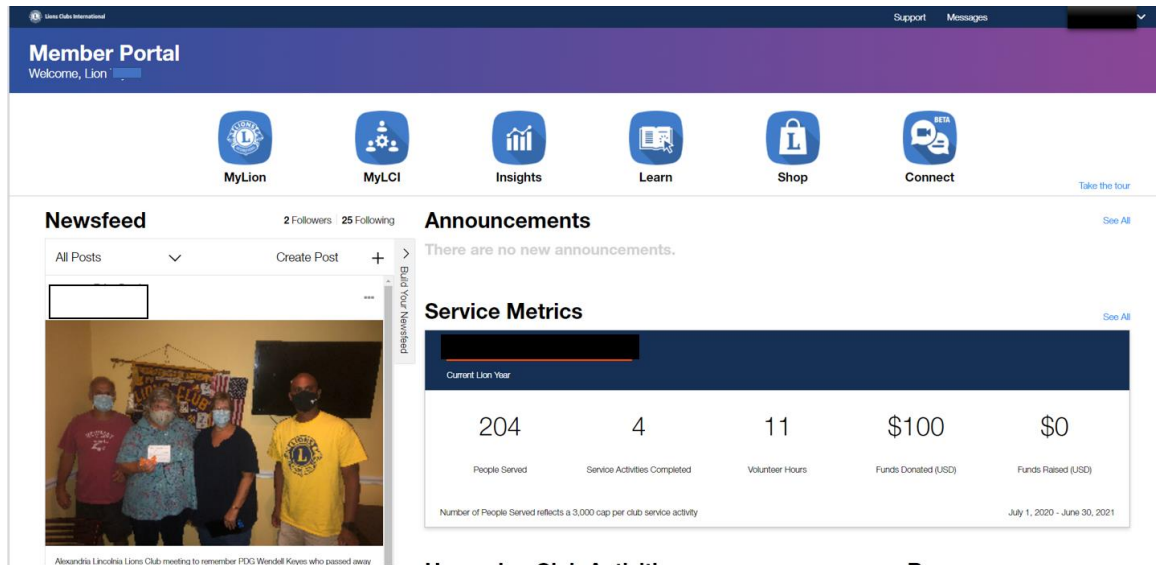 Lions Clubs International
Support Messages
Member Portal
Welcome, Lion
BETA
MyLion MyLCI Insights Learn Shop Connect
Take the tour
Newsfeed 2 Followers 25 Following
All Posts Create Post +
Build Your Newsfeed
LIONS CLUB
LIONS
Alexandria Lincolnia Lions Club meeting to remember PDG Wendell Keyes who passed away
Announcements See All
There are no new announcements.
Service Metrics See All
Current Lion Year
204 4 11 $100 $0
People Served Service Activities Completed Volunteer Hours Funds Donated (USD) Funds Raised (USD)
Number of People Served reflects a 3,000 cap per club service activity July 1, 2020 - June 30, 2021